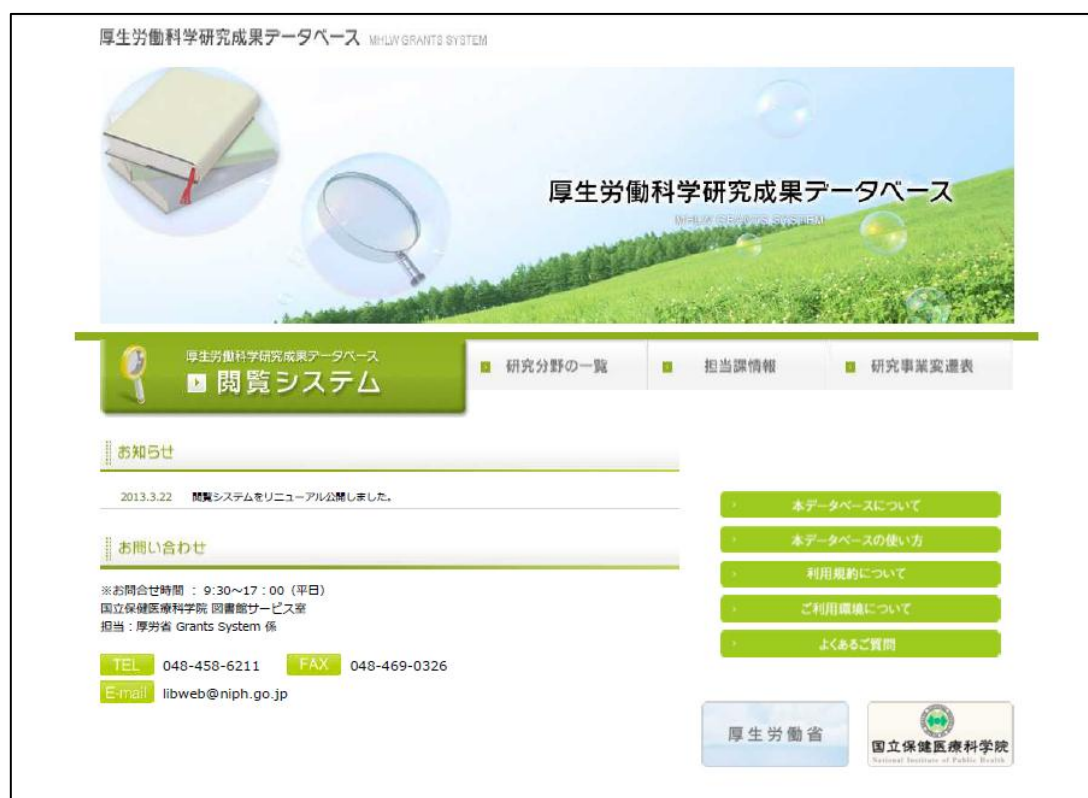 厚生労働科学研究成果データベース MHLW GRANTS SYSTEM
厚生労働科学研究成果データベース
MHLW GRANTS SYSTEM
厚生労働科学研究成果データベース
閲覧システム
研究分野の一覧
担当課情報
研究事業変遷表
お知らせ
2013.3.22 閲覧システムをリニューアル公開しました。
お問い合わせ
※お問合せ時間 : 9:30~17:00 (平日)
国立保健医療科学院 図書館サービス室
担当:厚労省 Grants System 係
TEL 048-458-6211 FAX 048-469-0326
E-mail libweb@niph.go.jp
本データベースについて
本データベースの使い方
利用規約について
ご利用環境について
よくあるご質問
厚生労働省
国立保健医療科学院
National Institute of Public Health